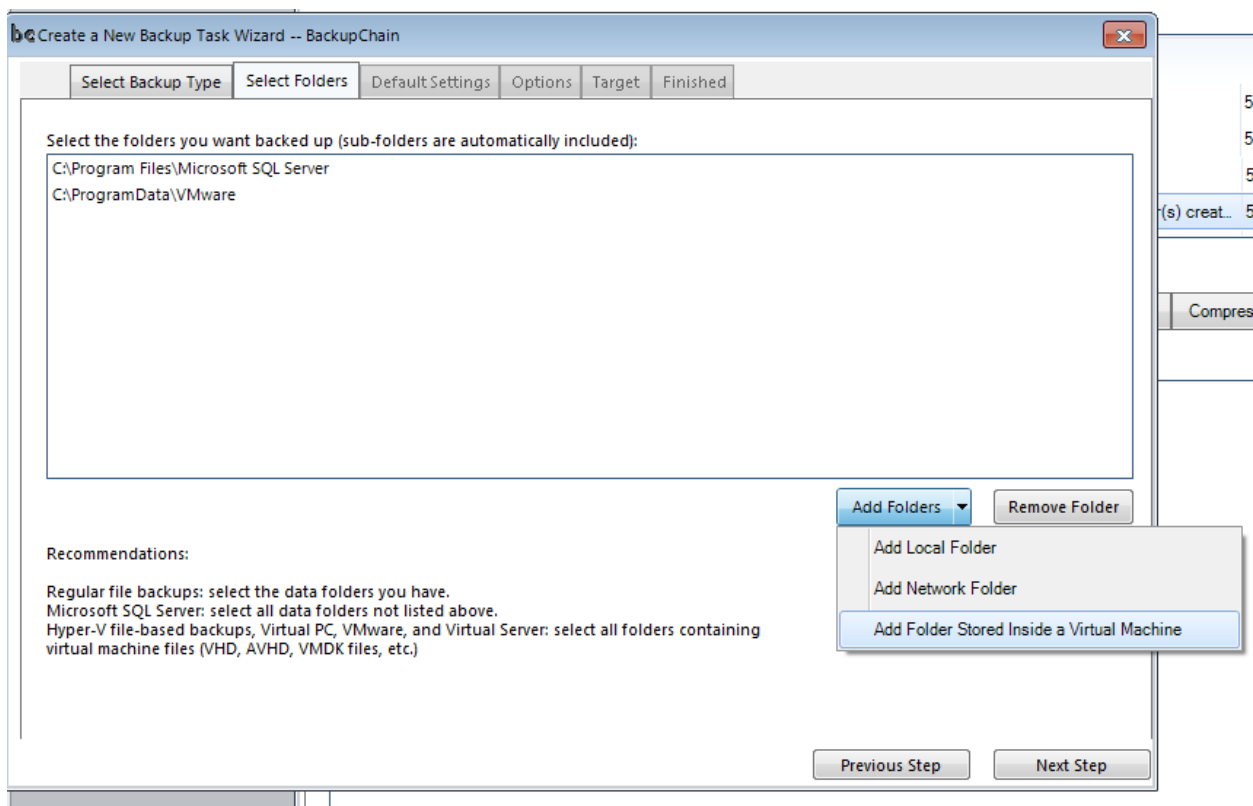 bc Create a New Backup Task Wizard -- BackupChain
Select Backup Type
Select Folders
Default Settings
Options
Target
Finished
Select the folders you want backed up (sub-folders are automatically included):
C:\Program Files\Microsoft SQL Server
C:\ProgramData\VMware
Add Folders
Remove Folder
Add Local Folder
Add Network Folder
Add Folder Stored Inside a Virtual Machine
Recommendations:
Regular file backups: select the data folders you have.
Microsoft SQL Server: select all data folders not listed above.
Hyper-V file-based backups, Virtual PC, VMware, and Virtual Server: select all folders containing
virtual machine files (VHD, AVHD, VMDK files, etc.)
Previous Step
Next Step
5
5
5
r(s) creat... 5
Compres